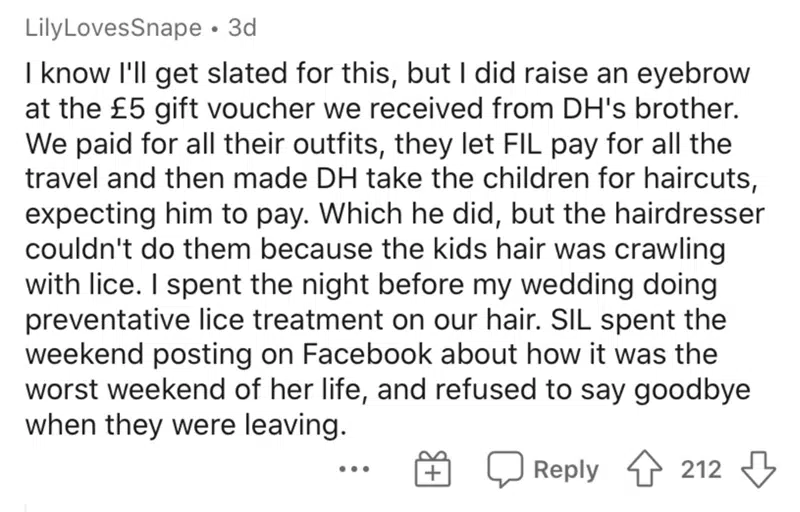 LilyLovesSnape • 3d
I know I'll get slated for this, but I did raise an eyebrow
at the £5 gift voucher we received from DH's brother.
We paid for all their outfits, they let FIL pay for all the
travel and then made DH take the children for haircuts,
expecting him to pay. Which he did, but the hairdresser
couldn't do them because the kids hair was crawling
with lice. I spent the night before my wedding doing
preventative lice treatment on our hair. SIL spent the
weekend posting on Facebook about how it was the
worst weekend of her life, and refused to say goodbye
when they were leaving.
... Reply 212